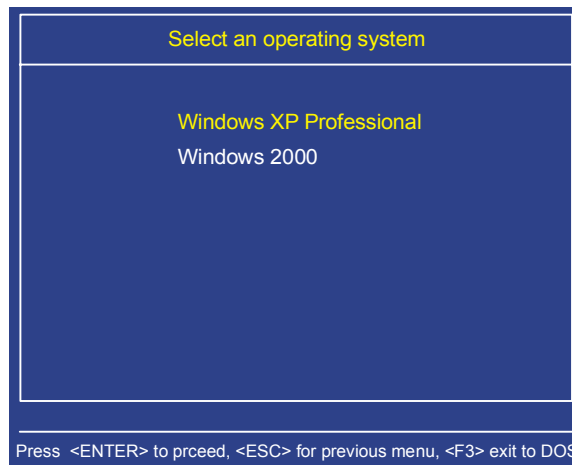 Select an operating system
Windows XP Professional
Windows 2000
Press <ENTER> to prceed, <ESC> for previous menu, <F3> exit to DOS